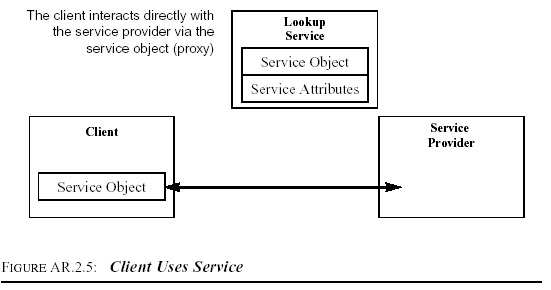 The client interacts directly with
the service provider via the
service object (proxy)
Lookup
Service
Service Object
Service Attributes
Client
Service Object
Service
Provider
FIGURE AR.2.5: Client Uses Service